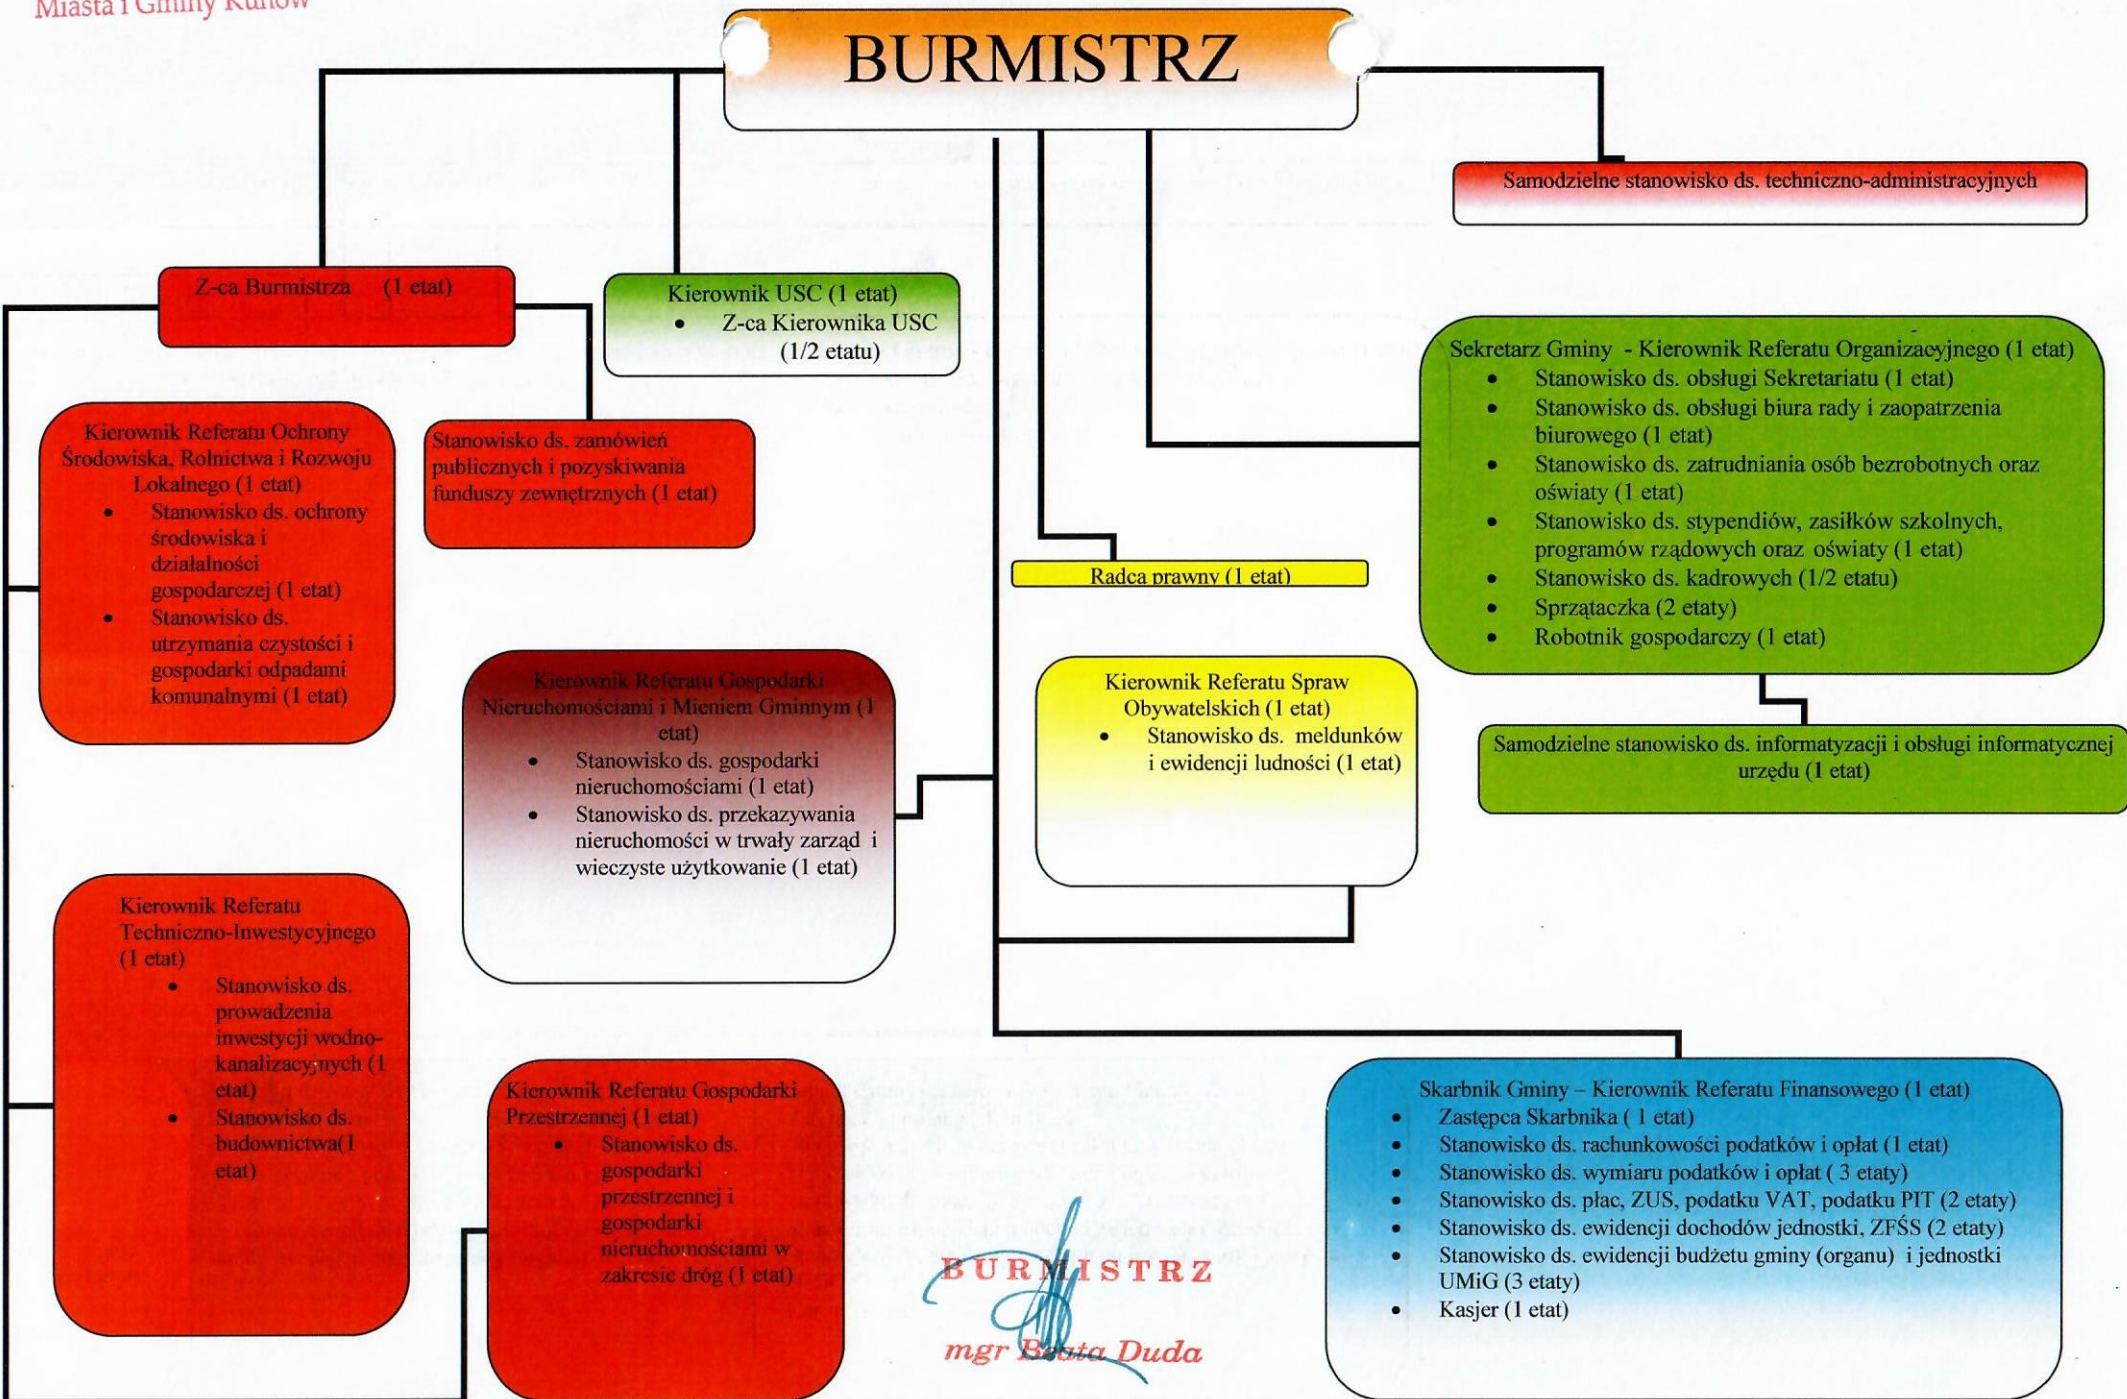 Miasta i Gminy Kunów
BURMISTRZ
Samodzielne stanowisko ds. techniczno-administracyjnych
Z-ca Burmistrza (1 etat)
Kierownik USC (1 etat)
• Z-ca Kierownika USC
(1/2 etatu)
Sekretarz Gminy - Kierownik Referatu Organizacyjnego (1 etat)
• Stanowisko ds. obsługi Sekretariatu (1 etat)
• Stanowisko ds. obsługi biura rady i zaopatrzenia
biurowego (1 etat)
• Stanowisko ds. zatrudniania osób bezrobotnych oraz
oświaty (1 etat)
• Stanowisko ds. stypendiów, zasiłków szkolnych,
programów rządowych oraz oświaty (1 etat)
• Stanowisko ds. kadrowych (1/2 etatu)
• Sprzątaczka (2 etaty)
• Robotnik gospodarczy (1 etat)
Kierownik Referatu Ochrony
Środowiska, Rolnictwa i Rozwoju
Lokalnego (1 etat)
• Stanowisko ds. ochrony
środowiska i
działalności
gospodarczej (1 etat)
• Stanowisko ds.
utrzymania czystości i
gospodarki odpadami
komunalnymi (1 etat)
Stanowisko ds. zamówień
publicznych i pozyskiwania
funduszy zewnętrznych (1 etat)
Radca prawny (1 etat)
Kierownik Referatu Gospodarki
Nieruchomościami i Mieniem Gminnym (1
etat)
• Stanowisko ds. gospodarki
nieruchomościami (1 etat)
• Stanowisko ds. przekazywania
nieruchomości w trwały zarząd i
wieczyste użytkowanie (1 etat)
Kierownik Referatu Spraw
Obywatelskich (1 etat)
• Stanowisko ds. meldunków
i ewidencji ludności (1 etat)
Samodzielne stanowisko ds. informatyzacji i obsługi informatycznej
urzędu (1 etat)
Kierownik Referatu
Techniczno-Inwestycyjnego
(1 etat)
• Stanowisko ds.
prowadzenia
inwestycji wodno-
kanalizacyjnych (1
etat)
• Stanowisko ds.
budownictwa(1
etat)
Kierownik Referatu Gospodarki
Przestrzennej (1 etat)
• Stanowisko ds.
gospodarki
przestrzennej i
gospodarki
nieruchomościami w
zakresie dróg (1 etat)
Skarbnik Gminy – Kierownik Referatu Finansowego (1 etat)
• Zastępca Skarbnika ( 1 etat)
• Stanowisko ds. rachunkowości podatków i opłat (1 etat)
• Stanowisko ds. wymiaru podatków i opłat ( 3 etaty)
• Stanowisko ds. płac, ZUS, podatku VAT, podatku PIT (2 etaty)
• Stanowisko ds. ewidencji dochodów jednostki, ZFŚS (2 etaty)
• Stanowisko ds. ewidencji budżetu gminy (organu) i jednostki
UMiG (3 etaty)
• Kasjer (1 etat)
BURMISTRZ
mgr Beata Duda